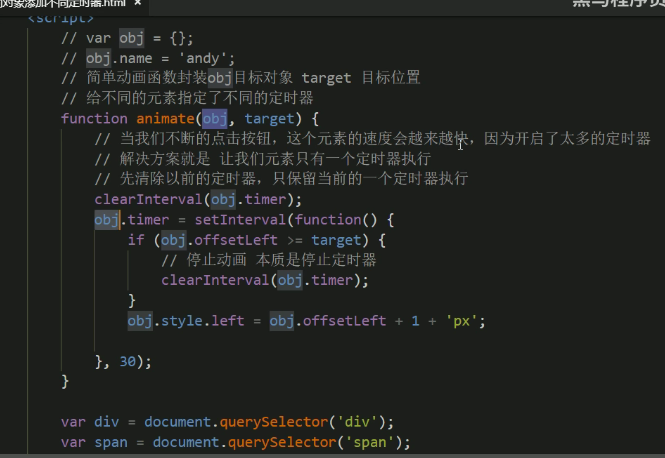 对象添加不同定时器.html ×
黑马程序员
<script>
// var obj = {};
// obj.name = 'andy';
// 简单动画函数封装obj目标对象 target 目标位置
// 给不同的元素指定了不同的定时器
function animate(obj, target) {
// 当我们不断的点击按钮，这个元素的速度会越来越快，因为开启了太多的定时器
// 解决方案就是 让我们元素只有一个定时器执行
// 先清除以前的定时器，只保留当前的一个定时器执行
clearInterval(obj.timer);
obj.timer = setInterval(function() {
if (obj.offsetLeft >= target) {
// 停止动画 本质是停止定时器
clearInterval(obj.timer);
}
obj.style.left = obj.offsetLeft + 1 + 'px';
}, 30);
}
var div = document.querySelector('div');
var span = document.querySelector('span');